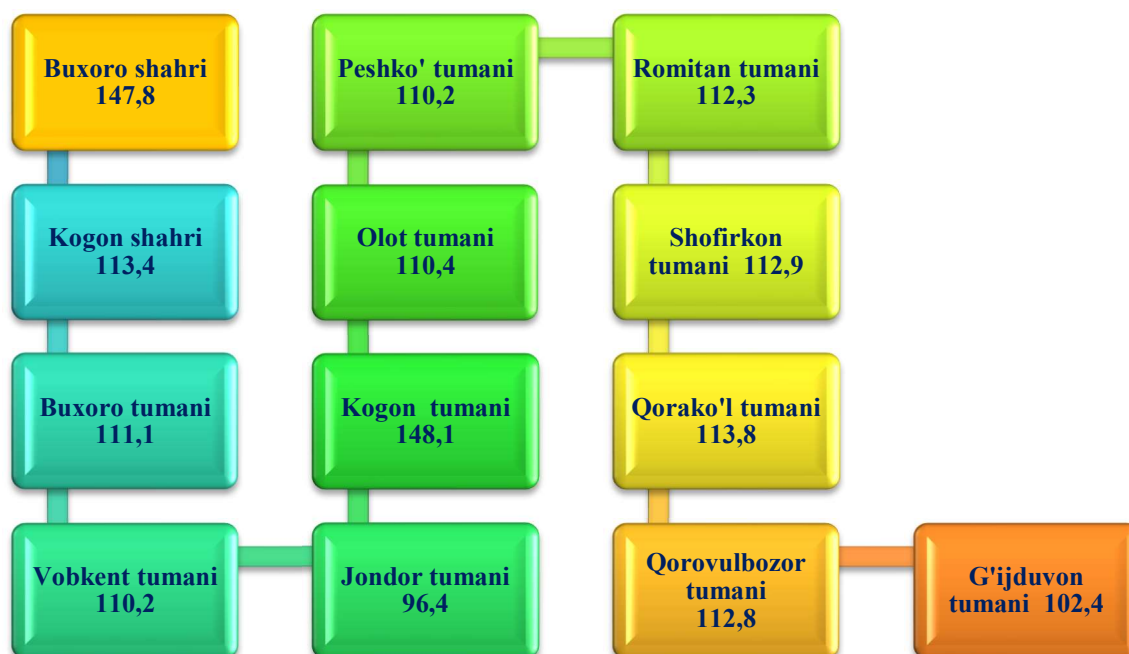 Buxoro shahri
147,8
Kogon shahri
113,4
Buxoro tumani
111,1
Vobkent tumani
110,2
Jondor tumani
96,4
Kogon tumani
148,1
Olot tumani
110,4
Peshko' tumani
110,2
Romitan tumani
112,3
Shofirkon
tumani 112,9
Qorako'l tumani
113,8
Qorovulbozor
tumani
112,8
G'ijduvon
tumani 102,4